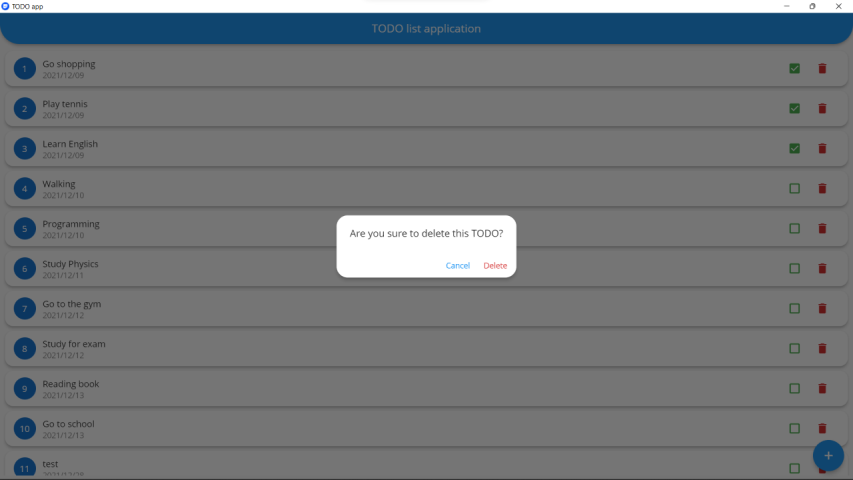 TODO app
TODO list application
1
Go shopping
2021/12/09
2
Play tennis
2021/12/09
3
Learn English
2021/12/09
4
Walking
2021/12/10
5
Programming
2021/12/10
6
Study Physics
2021/12/11
7
Go to the gym
2021/12/12
8
Study for exam
2021/12/12
9
Reading book
2021/12/13
10
Go to school
2021/12/13
11
test
Are you sure to delete this TODO?
Cancel Delete